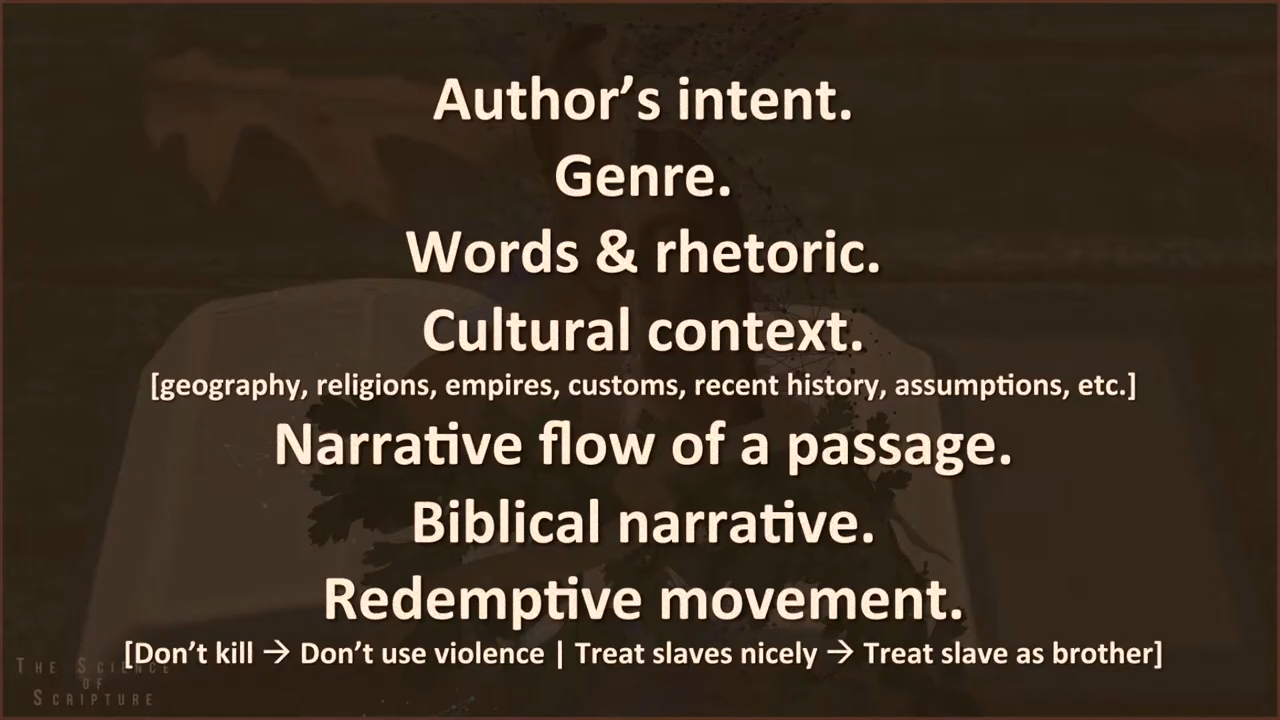 Author’s intent.
Genre.
Words & rhetoric.
Cultural context.
[geography, religions, empires, customs, recent history, assumptions, etc.]
Narrative flow of a passage.
Biblical narrative.
Redemptive movement.
[Don’t kill → Don’t use violence | Treat slaves nicely → Treat slave as brother]
The Science
of
Scripture